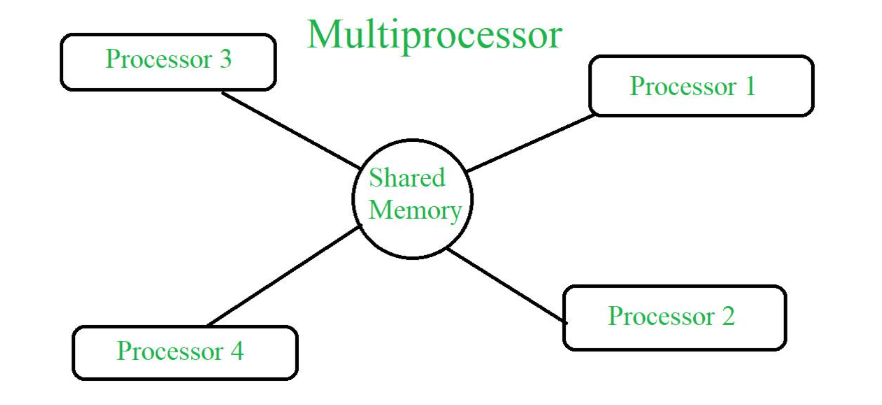 Multiprocessor
Processor 3
Processor 1
Shared
Memory
Processor 2
Processor 4